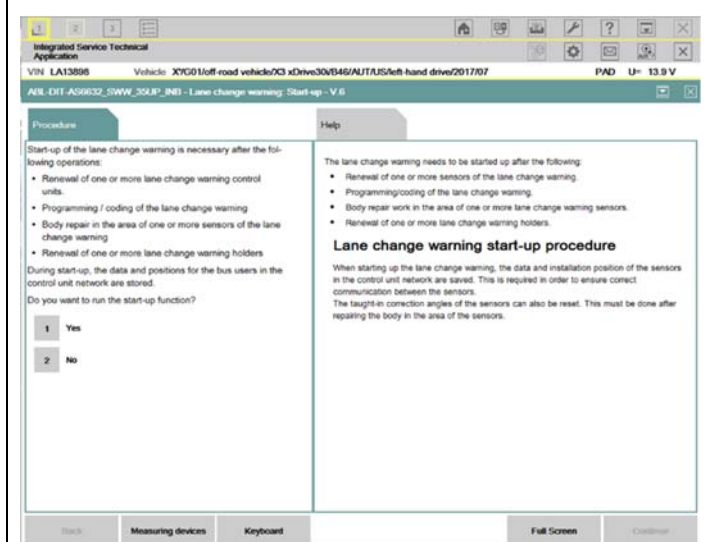 1 2 3
?
Integrated Service Technical
Application
VIN LA13898 Vehicle X'/G01/off-road vehicle/X3 xDrive30i/B46/AUT/US/left-hand drive/2017/07 PAD U= 13.9 V
ABL-DIT-AS6632_SWW_35UP_INB - Lane change warning: Start-up - V.6
Procedure
Start-up of the lane change warning is necessary after the fol-
lowing operations:
• Renewal of one or more lane change warning control
units.
• Programming / coding of the lane change warning
• Body repair in the area of one or more sensors of the lane
change warning
• Renewal of one or more lane change warning holders
During start-up, the data and positions for the bus users in the
control unit network are stored.
Do you want to run the start-up function?
1 Yes
2 No
Help
The lane change warning needs to be started up after the following:
• Renewal of one or more sensors of the lane change warning.
• Programming/coding of the lane change warning.
• Body repair work in the area of one or more lane change warning sensors.
• Renewal of one or more lane change warning holders.
Lane change warning start-up procedure
When starting up the lane change warning, the data and installation position of the sensors
in the control unit network are saved. This is required in order to ensure correct
communication between the sensors.
The taught-in correction angles of the sensors can also be reset. This must be done after
repairing the body in the area of the sensors.
Back Measuring devices Keyboard Full Screen Continue